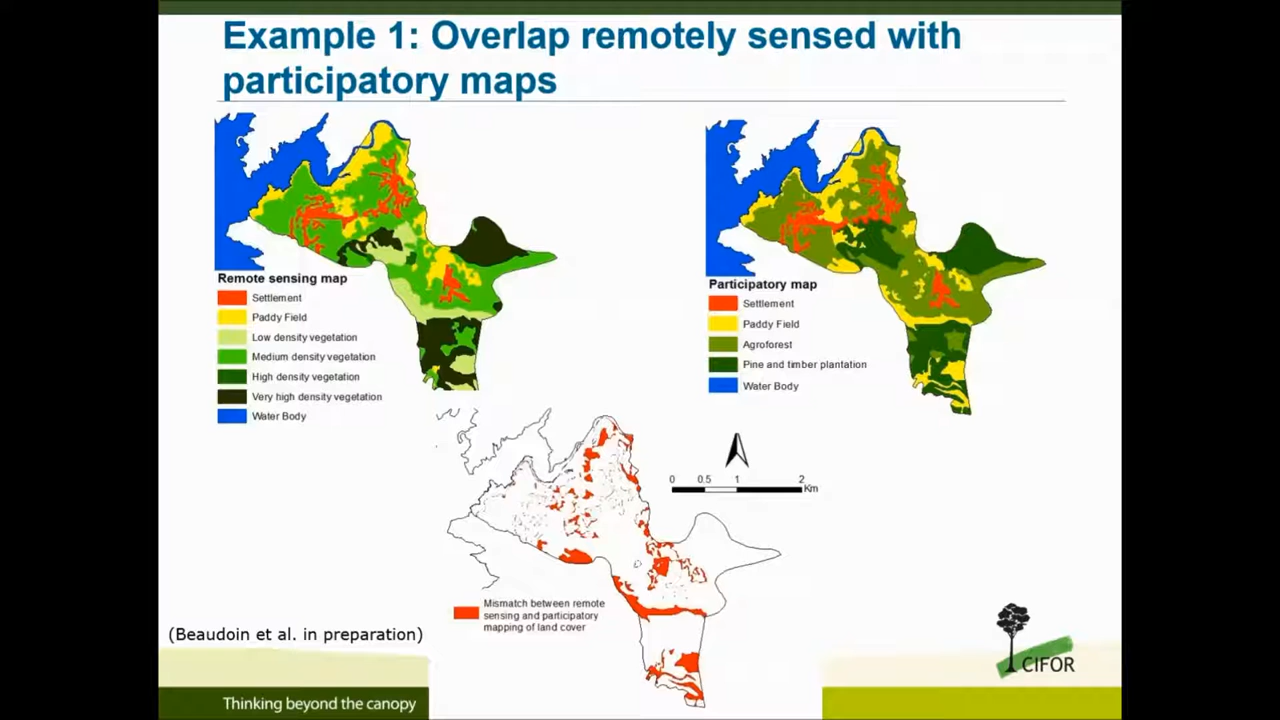 Example 1: Overlap remotely sensed with
participatory maps
Remote sensing map
Settlement
Paddy Field
Low density vegetation
Medium density vegetation
High density vegetation
Very high density vegetation
Water Body
Participatory map
Settlement
Paddy Field
Agroforest
Pine and timber plantation
Water Body
0 0.5 1 2
Km
Mismatch between remote
sensing and participatory
mapping of land cover
(Beaudoin et al. in preparation)
CIFOR
Thinking beyond the canopy